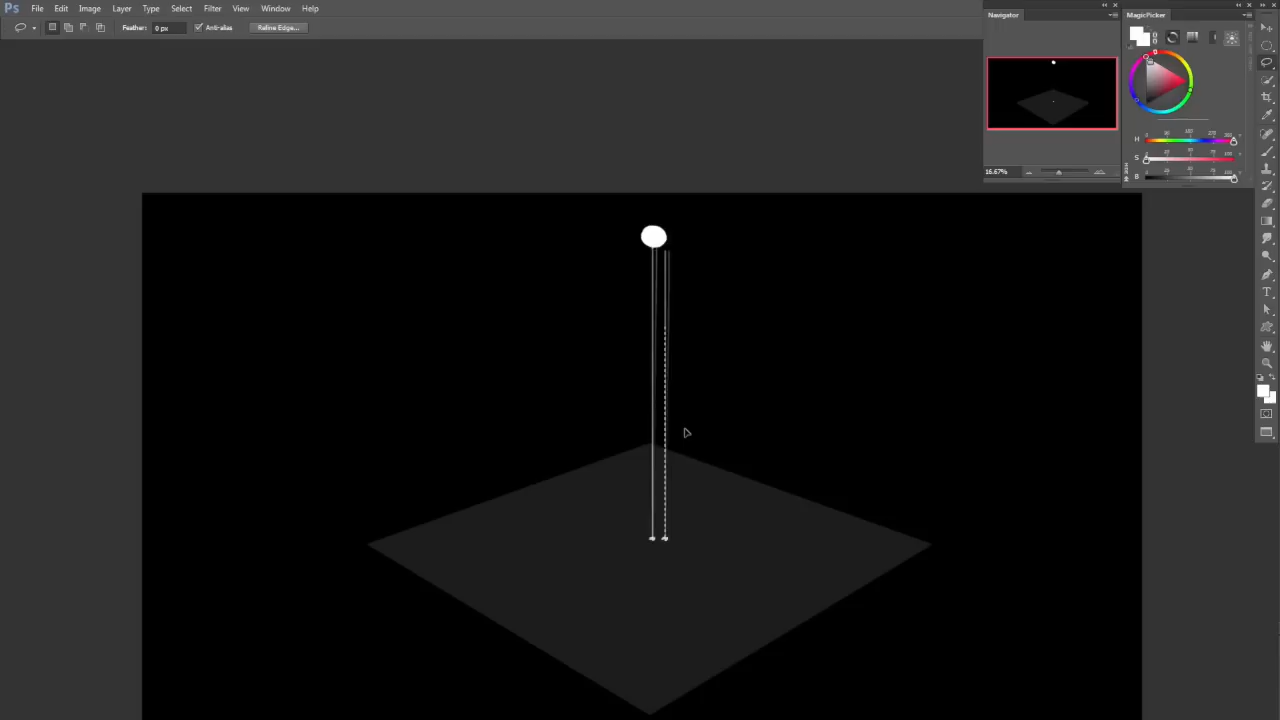 Ps File Edit Image Layer Type Select Filter View Window Help
Feather: 0 px Anti-alias Refine Edge...
Navigator
16.67%
MagicPicker
H
S
B